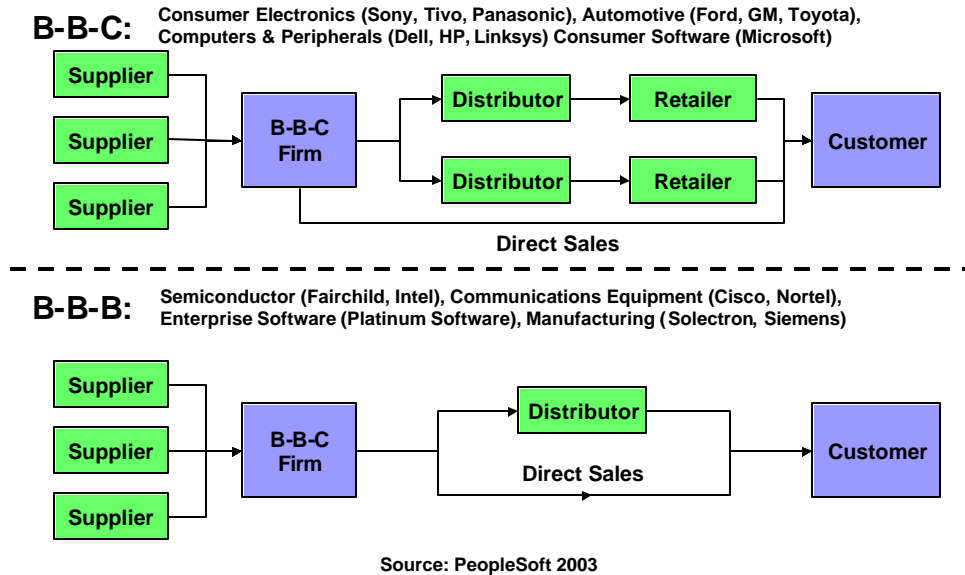 B-B-C:
Consumer Electronics (Sony, Tivo, Panasonic), Automotive (Ford, GM, Toyota),
Computers & Peripherals (Dell, HP, Linksys) Consumer Software (Microsoft)
Supplier
Supplier
Supplier
B-B-C
Firm
Distributor
Retailer
Distributor
Retailer
Customer
Direct Sales
B-B-B:
Semiconductor (Fairchild, Intel), Communications Equipment (Cisco, Nortel),
Enterprise Software (Platinum Software), Manufacturing (Solectron, Siemens)
Supplier
Supplier
Supplier
B-B-C
Firm
Distributor
Direct Sales
Customer
Source: PeopleSoft 2003